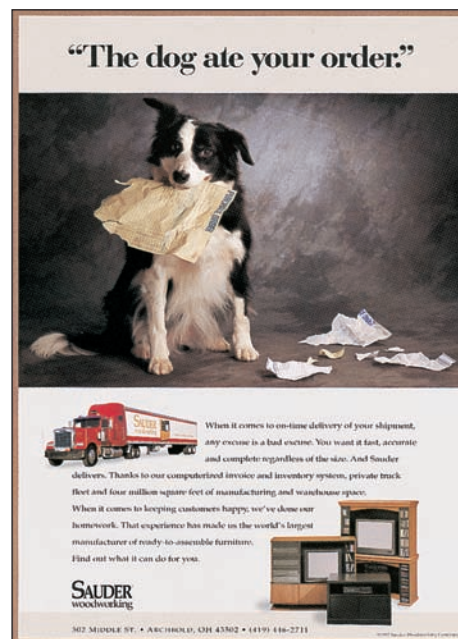 “The dog ate your order.”
SAUDER
woodworking
When it comes to on-time delivery of your shipment,
any excuse is a bad excuse. You want it fast, accurate
and complete regardless of the size. And Sauder
delivers. Thanks to our computerized invoice and inventory system, private truck
fleet and four million square feet of manufacturing and warehouse space.
When it comes to keeping customers happy, we've done our
homework. That experience has made us the world's largest
manufacturer of ready-to-assemble furniture.
Find out what it can do for you.
SAUDER
woodworking
502 MIDDLE ST. • ARCHBOLD, OH 43502 • (419) 446-2711